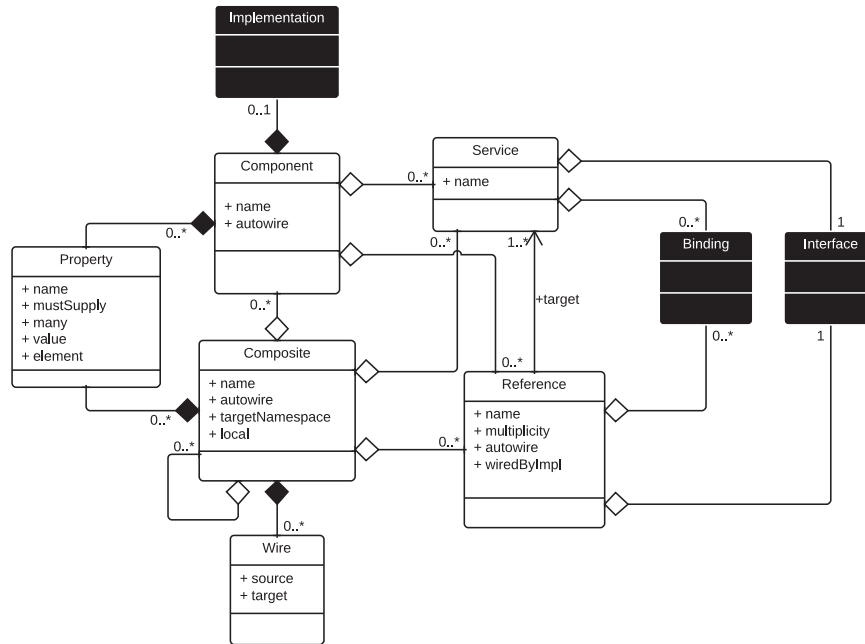 Implementation
0..1
Component
+ name
+ autowire
0..*
Service
+ name
0..*
0..*
1..*
0..*
Binding
1
Interface
Property
+ name
+ mustSupply
+ many
+ value
+ element
0..*
+target
0..*
1
Composite
+ name
+ autowire
+ targetNamespace
+ local
0..*
0..*
0..*
0..*
Reference
+ name
+ multiplicity
+ autowire
+ wiredByImpl
0..*
Wire
+ source
+ target